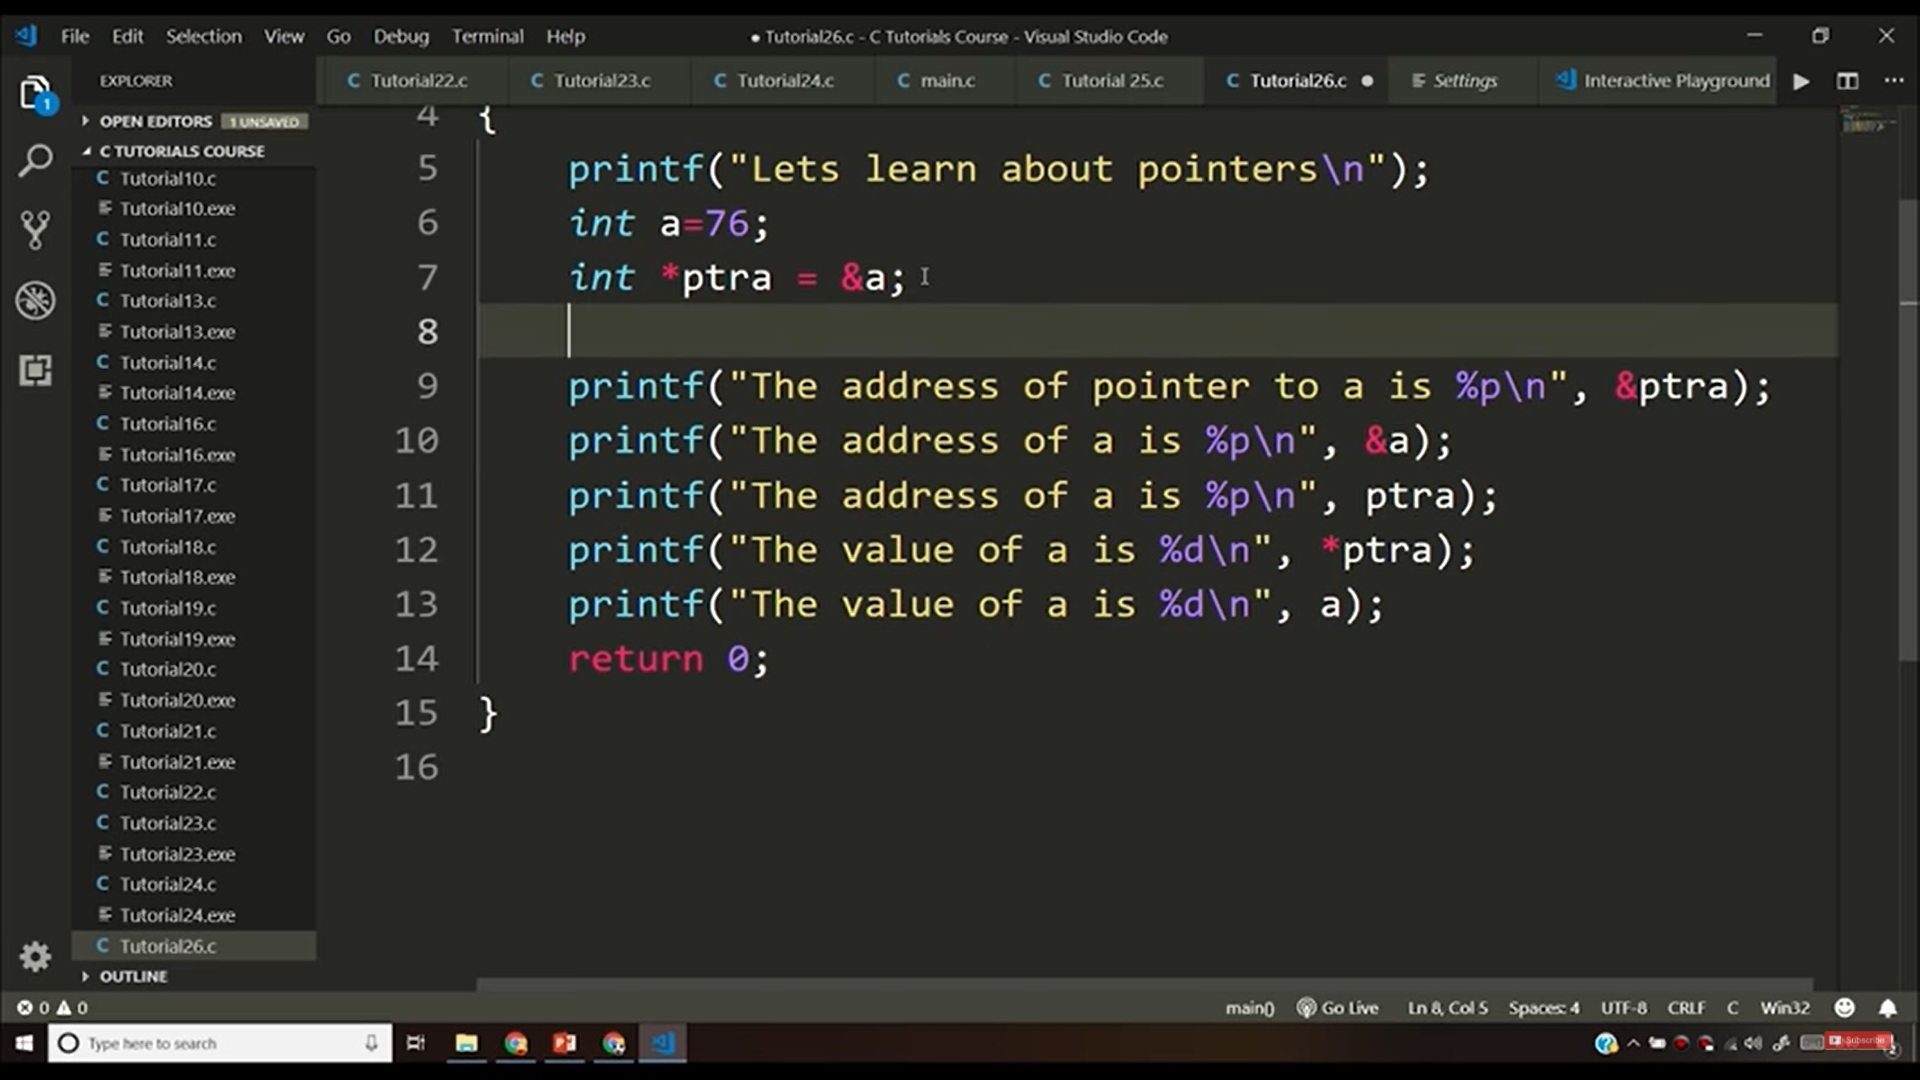 File Edit Selection View Go Debug Terminal Help
● Tutorial26.c - C Tutorials Course - Visual Studio Code
EXPLORER
Tutorial22.c Tutorial23.c Tutorial24.c main.c Tutorial 25.c Tutorial26.c Settings Interactive Playground
1
OPEN EDITORS 1 UNSAVED
C TUTORIALS COURSE
C Tutorial10.c
Tutorial10.exe
C Tutorial11.c
Tutorial11.exe
C Tutorial13.c
Tutorial13.exe
C Tutorial14.c
Tutorial14.exe
C Tutorial16.c
Tutorial16.exe
C Tutorial17.c
Tutorial17.exe
C Tutorial18.c
Tutorial18.exe
C Tutorial19.c
Tutorial19.exe
C Tutorial20.c
Tutorial20.exe
C Tutorial21.c
Tutorial21.exe
C Tutorial22.c
C Tutorial23.c
Tutorial23.exe
C Tutorial24.c
Tutorial24.exe
C Tutorial26.c
OUTLINE
4 {
5 printf("Lets learn about pointers\n");
6 int a=76;
7 int *ptra = &a;
8
9 printf("The address of pointer to a is %p\n", &ptra);
10 printf("The address of a is %p\n", &a);
11 printf("The address of a is %p\n", ptra);
12 printf("The value of a is %d\n", *ptra);
13 printf("The value of a is %d\n", a);
14 return 0;
15 }
16
0 0 main() Go Live Ln 8, Col 5 Spaces: 4 UTF-8 CRLF C Win32
Type here to search
Subscribe